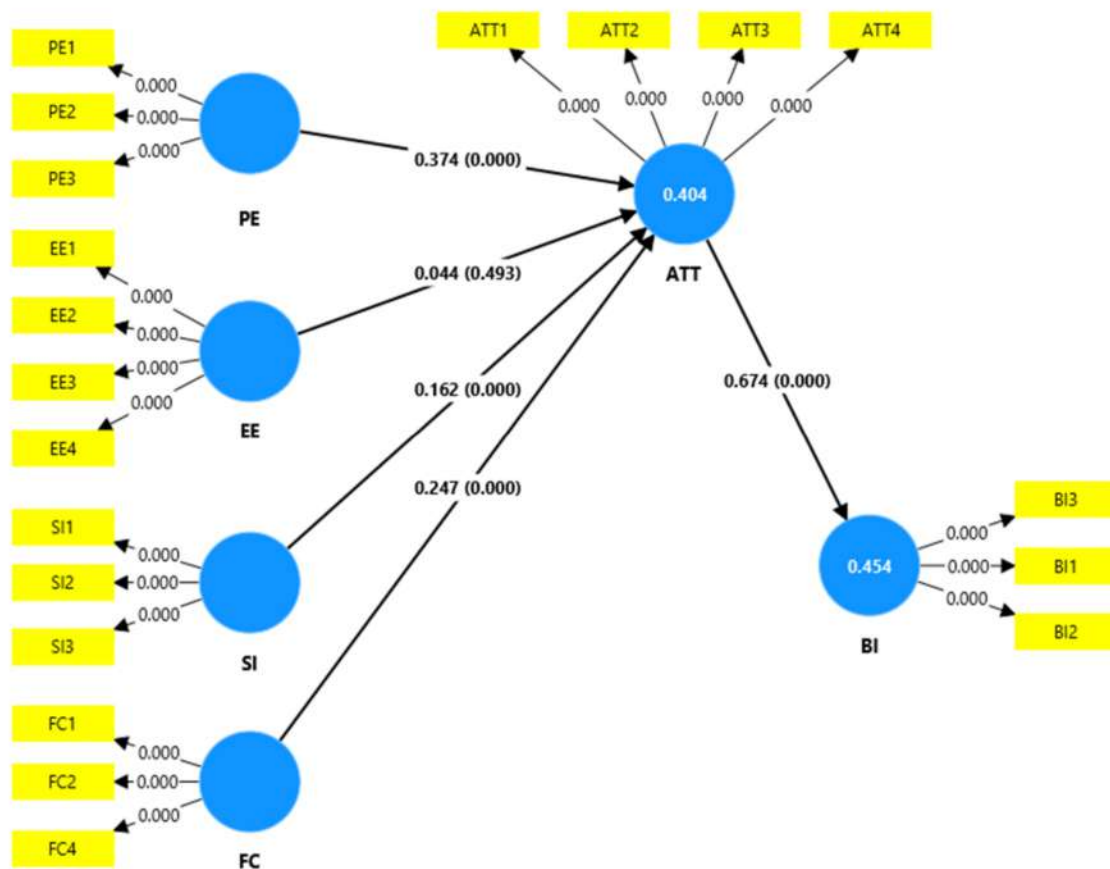 ATT1
ATT2
ATT3
ATT4
PE1
PE2
PE3
0.000
0.000
0.000
PE
0.000
0.000
0.000
0.000
0.374 (0.000)
0.404
ATT
EE1
EE2
EE3
EE4
0.000
0.000
0.000
0.000
EE
0.044 (0.493)
0.162 (0.000)
0.247 (0.000)
0.674 (0.000)
SI1
SI2
SI3
0.000
0.000
0.000
SI
FC1
FC2
FC4
0.000
0.000
0.000
FC
0.454
BI
0.000
0.000
0.000
BI3
BI1
BI2